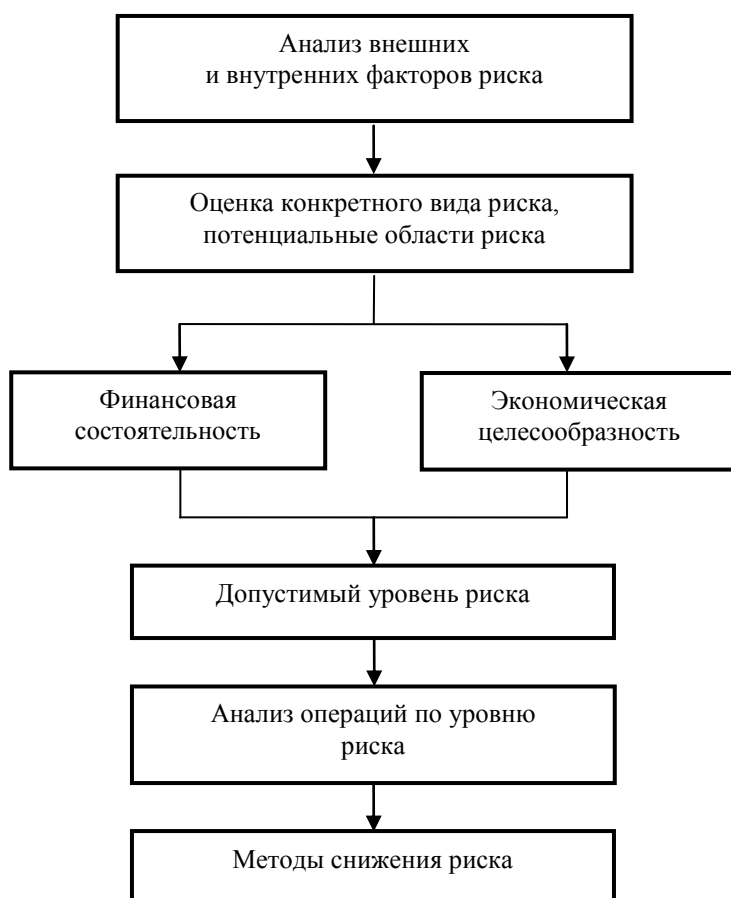 Анализ внешних
и внутренних факторов риска
Оценка конкретного вида риска,
потенциальные области риска
Финансовая
состоятельность
Экономическая
целесообразность
Допустимый уровень риска
Анализ операций по уровню
риска
Методы снижения риска